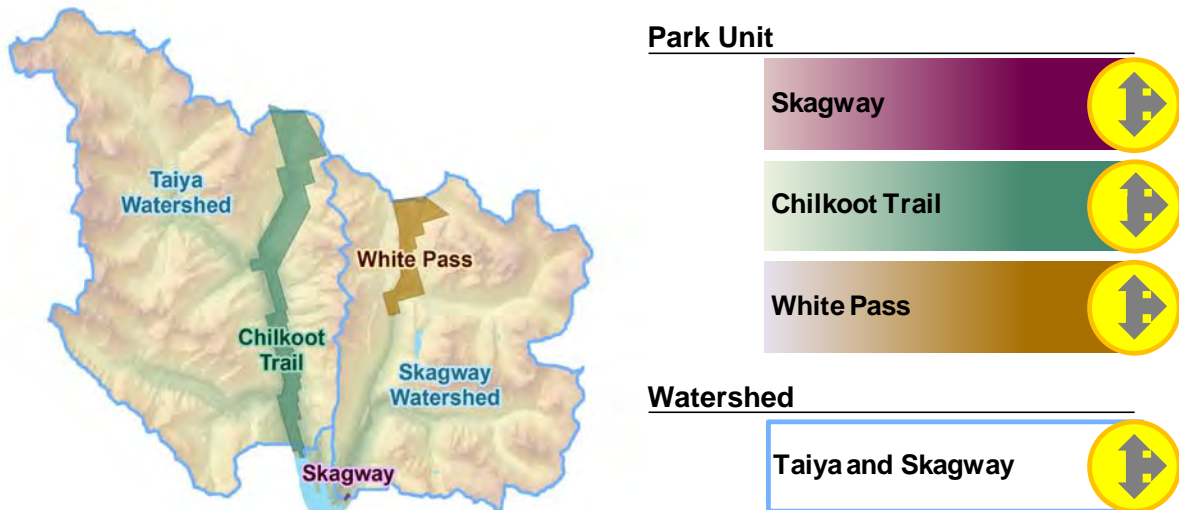 Taiya
Watershed
White Pass
Chilkoot
Trail
Skagway
Watershed
Skagway
Park Unit
Skagway
Chilkoot Trail
White Pass
Watershed
Taiya and Skagway